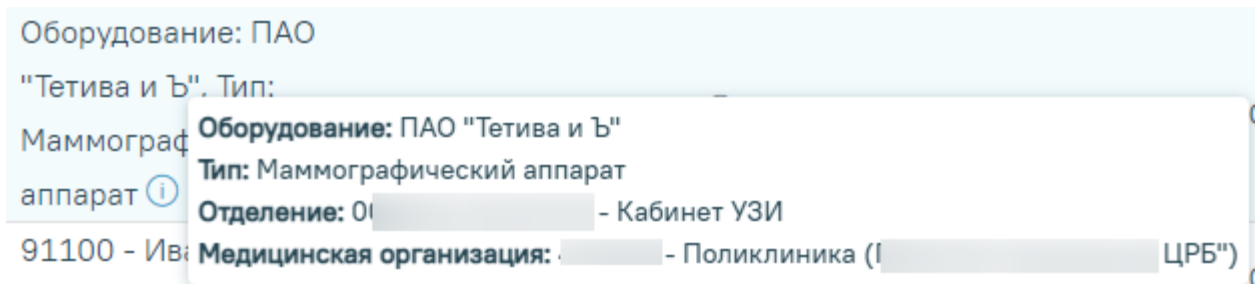 Оборудование: ПАО
"Тетива и Ъ", Тип:
Маммограф
аппарат
91100 - Ива
Оборудование: ПАО "Тетива и Ъ"
Тип: Маммографический аппарат
Отделение: - Кабинет УЗИ
Медицинская организация: - Поликлиника ( ЦРБ")